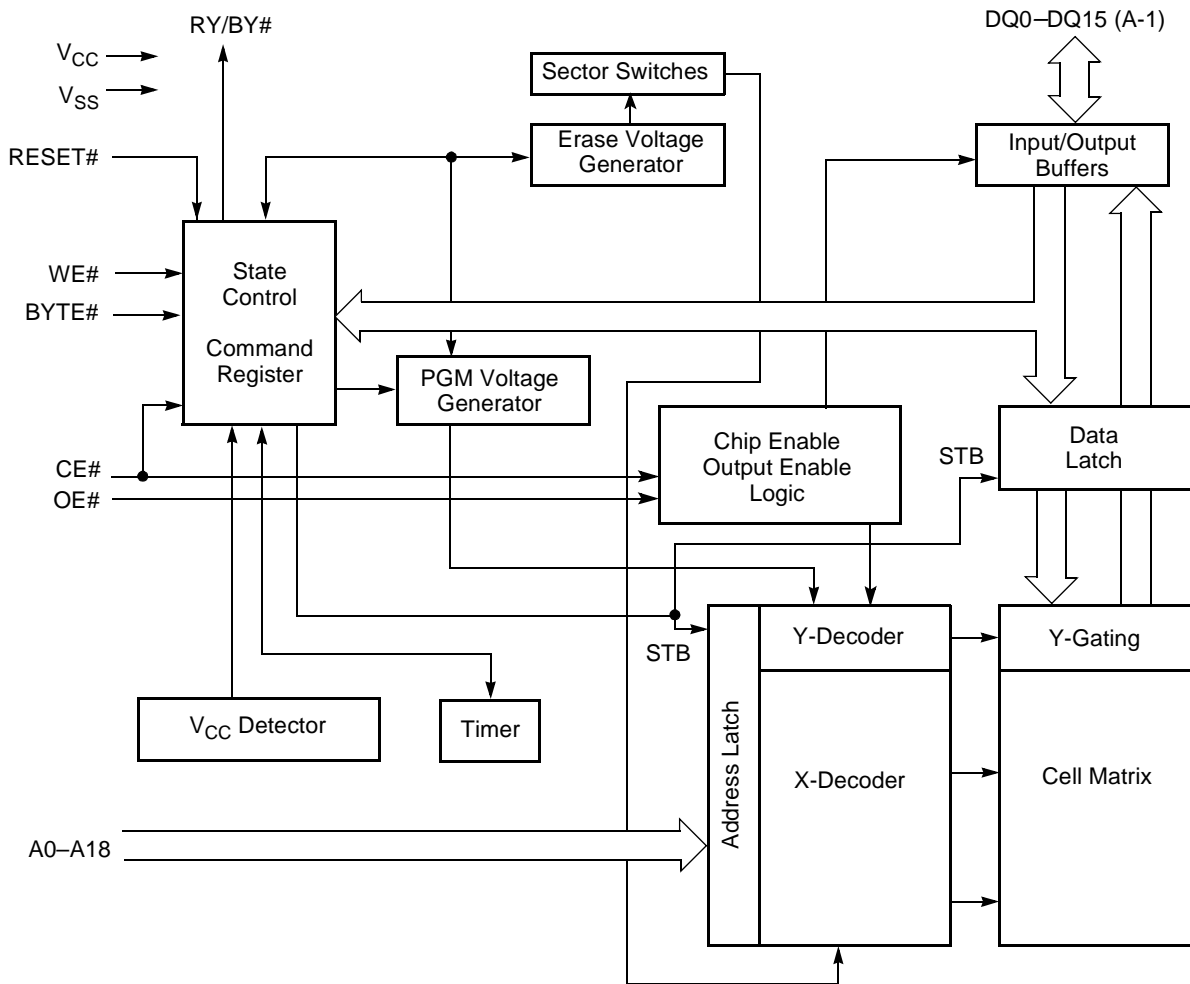 RY/BY#
DQ0–DQ15 (A-1)
VCC
VSS
Sector Switches
Erase Voltage
Generator
Input/Output
Buffers
RESET#
WE#
BYTE#
State
Control
Command
Register
PGM Voltage
Generator
Chip Enable
Output Enable
Logic
Data
Latch
STB
CE#
OE#
STB
Y-Decoder
Y-Gating
VCC Detector
Timer
Address Latch
X-Decoder
Cell Matrix
A0–A18